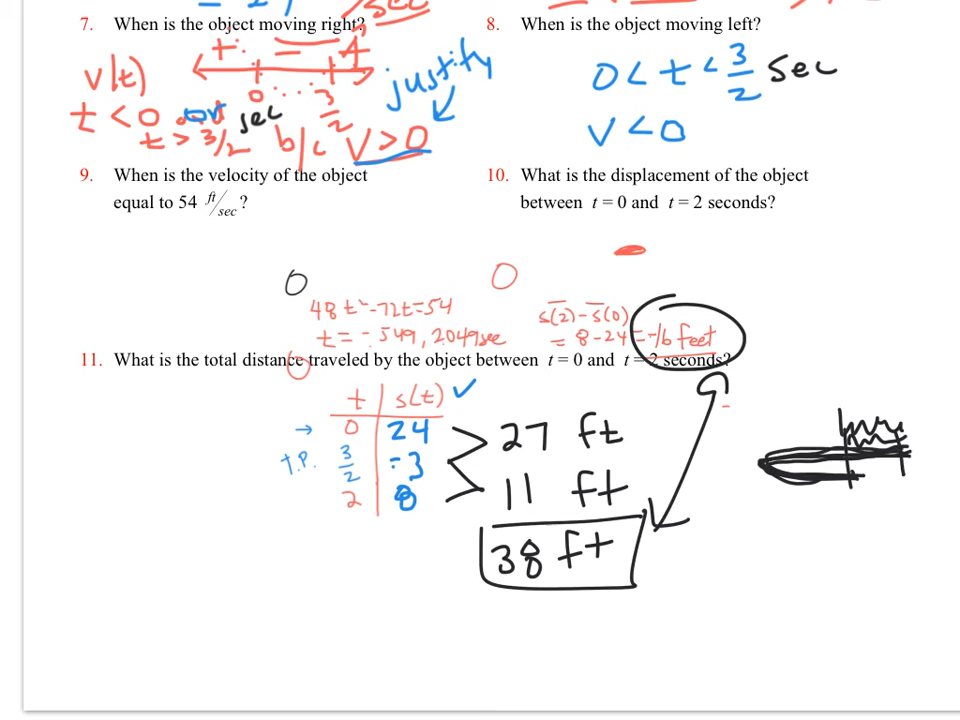 sec
7. When is the object moving right?
+ - +
v(t)
0 3/2
t < 0 or sec
t > 3/2 b/c V > 0
justify
8. When is the object moving left?
0 < t < 3/2 sec
V < 0
9. When is the velocity of the object
equal to 54 ft/sec ?
48t²-72t=54
t= -.549, 2.049sec
10. What is the displacement of the object
between t = 0 and t = 2 seconds?
s(2)-s(0)
= 8-24 = -16 feet
11. What is the total distance traveled by the object between t = 0 and t = 2 seconds?
t s(t) ✓
→ 0 24
T.P. 3/2 -3
2 8
> 27 ft
> 11 ft
38 ft